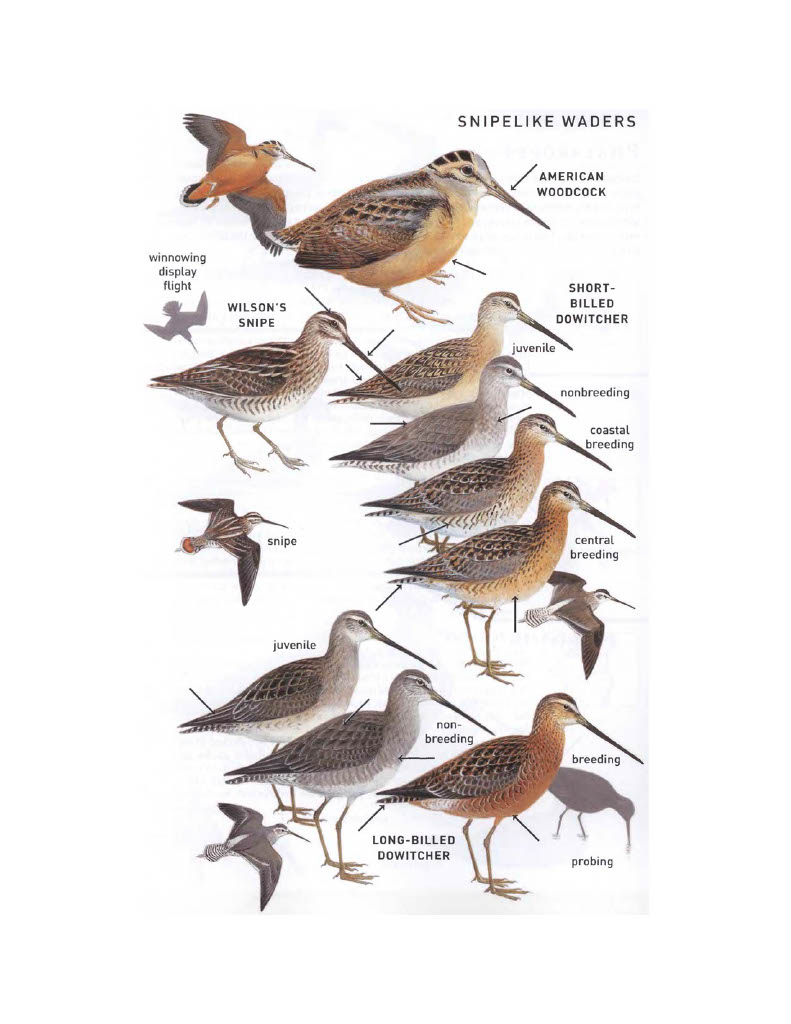 SNIPELIKE WADERS
AMERICAN
WOODCOCK
winnowing
display
flight
WILSON'S
SNIPE
SHORT-
BILLED
DOWITCHER
juvenile
nonbreeding
coastal
breeding
snipe
central
breeding
juvenile
non-
breeding
breeding
LONG-BILLED
DOWITCHER
probing